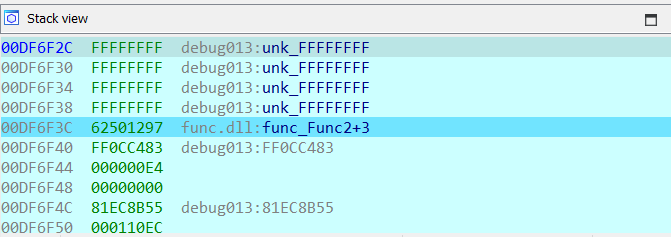 Stack view
00DF6F2C FFFFFFFF debug013:unk_FFFFFFFF
00DF6F30 FFFFFFFF debug013:unk_FFFFFFFF
00DF6F34 FFFFFFFF debug013:unk_FFFFFFFF
00DF6F38 FFFFFFFF debug013:unk_FFFFFFFF
00DF6F3C 62501297 func.dll:func_Func2+3
00DF6F40 FF0CC483 debug013:FF0CC483
00DF6F44 000000E4
00DF6F48 00000000
00DF6F4C 81EC8B55 debug013:81EC8B55
00DF6F50 000110EC